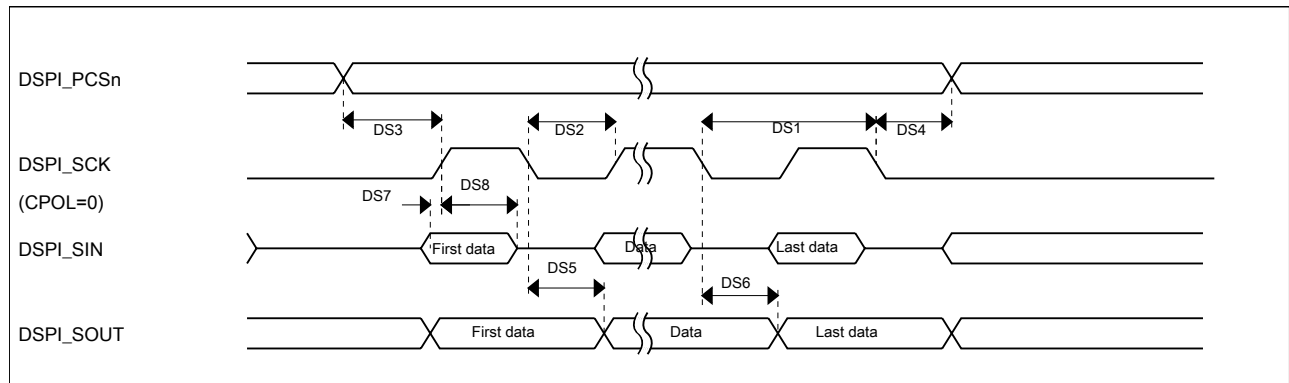 DSPI_PCSn
DS3
DS2
DS1
DS4
DSPI_SCK
(CPOL=0)
DS7
DS8
DSPI_SIN
First data
Data
Last data
DS5
DS6
DSPI_SOUT
First data
Data
Last data